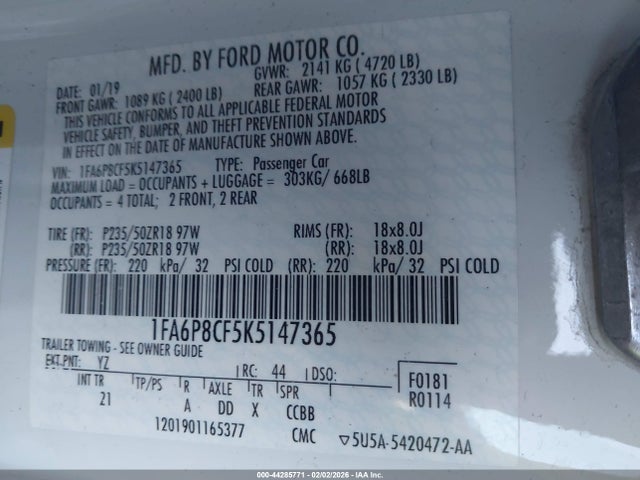 MFD. BY FORD MOTOR CO.
DATE: 01/19 GVWR: 2141 KG ( 4720 LB)
FRONT GAWR: 1089 KG ( 2400 LB) REAR GAWR: 1057 KG ( 2330 LB)
THIS VEHICLE CONFORMS TO ALL APPLICABLE FEDERAL MOTOR
VEHICLE SAFETY, BUMPER, AND THEFT PREVENTION STANDARDS
IN EFFECT ON THE DATE OF MANUFACTURE SHOWN ABOVE.
VIN: 1FA6P8CF5K5147365 TYPE: Passenger Car
MAXIMUM LOAD = OCCUPANTS + LUGGAGE = 303KG/ 668LB
OCCUPANTS = 4 TOTAL; 2 FRONT, 2 REAR
TIRE (FR): P235/50ZR18 97W RIMS (FR): 18x8.0J
(RR): P235/50ZR18 97W (RR): 18x8.0J
PRESSURE (FR): 220 kPa/ 32 PSI COLD (RR): 220 kPa/ 32 PSI COLD
1FA6P8CF5K5147365
TRAILER TOWING - SEE OWNER GUIDE
EXT.PNT: YZ RC: 44 DSO: F0181
INT TR TP/PS R AXLE TR SPR R0114
21 A DD X CCBB
1201901165377 CMC ▽5U5A-5420472-AA
000-44285771 - 02/02/2026 - IAA Branches